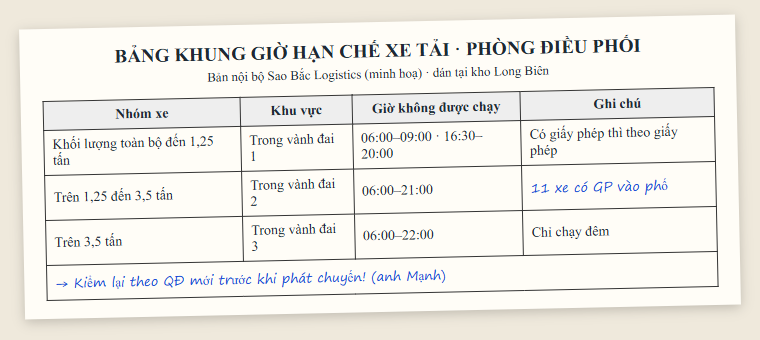 BẢNG KHUNG GIỜ HẠN CHẾ XE TẢI · PHÒNG ĐIỀU PHỐI
Bản nội bộ Sao Bắc Logistics (minh hoạ) · dán tại kho Long Biên
Nhóm xe Khu vực Giờ không được chạy Ghi chú
Khối lượng toàn bộ đến 1,25 tấn Trong vành đai 1 06:00–09:00 · 16:30–20:00 Có giấy phép thì theo giấy phép
Trên 1,25 đến 3,5 tấn Trong vành đai 2 06:00–21:00 11 xe có GP vào phố
Trên 3,5 tấn Trong vành đai 3 06:00–22:00 Chỉ chạy đêm
→ Kiểm lại theo QĐ mới trước khi phát chuyến! (anh Mạnh)